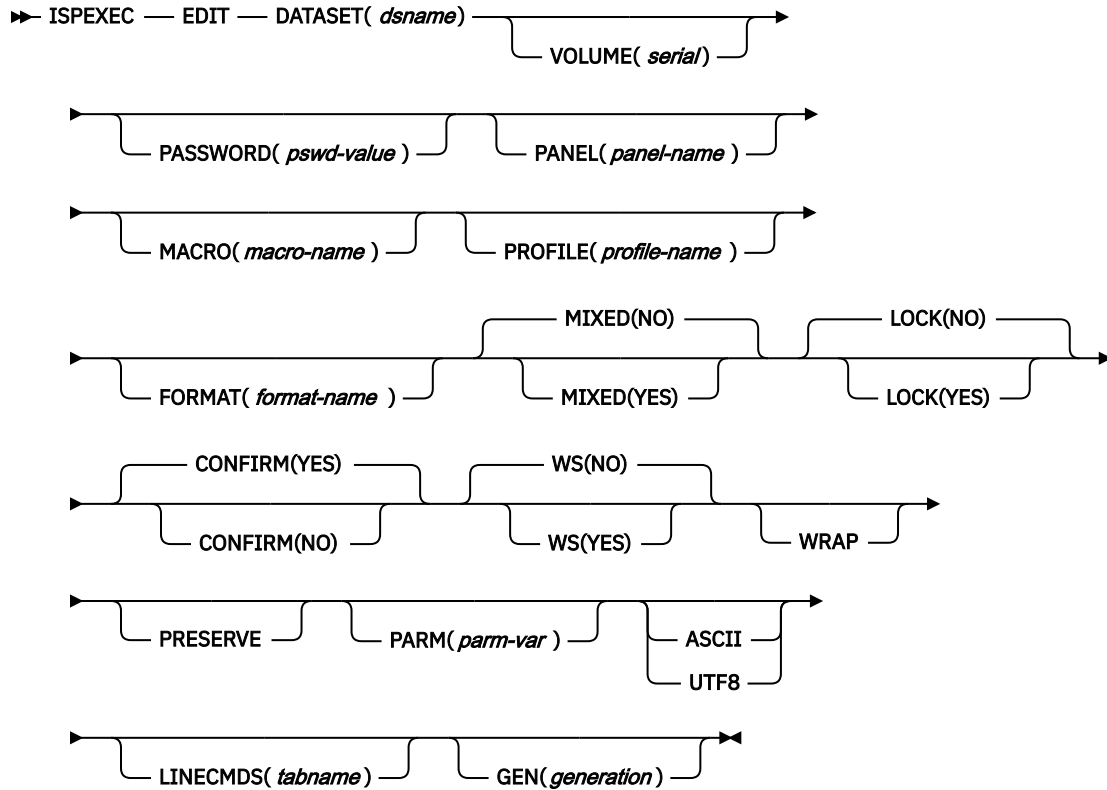 ISPEXEC EDIT DATASET( dsname)
VOLUME( serial)
PASSWORD( pswd-value ) PANEL( panel-name )
MACRO( macro-name ) PROFILE( profile-name )
MIXED(NO) LOCK(NO)
FORMAT( format-name ) MIXED(YES) LOCK(YES)
CONFIRM(YES) WS(NO)
CONFIRM(NO) WS(YES) WRAP
PRESERVE PARM( parm-var ) ASCII
UTF8
LINECMDS( tabname) GEN( generation)